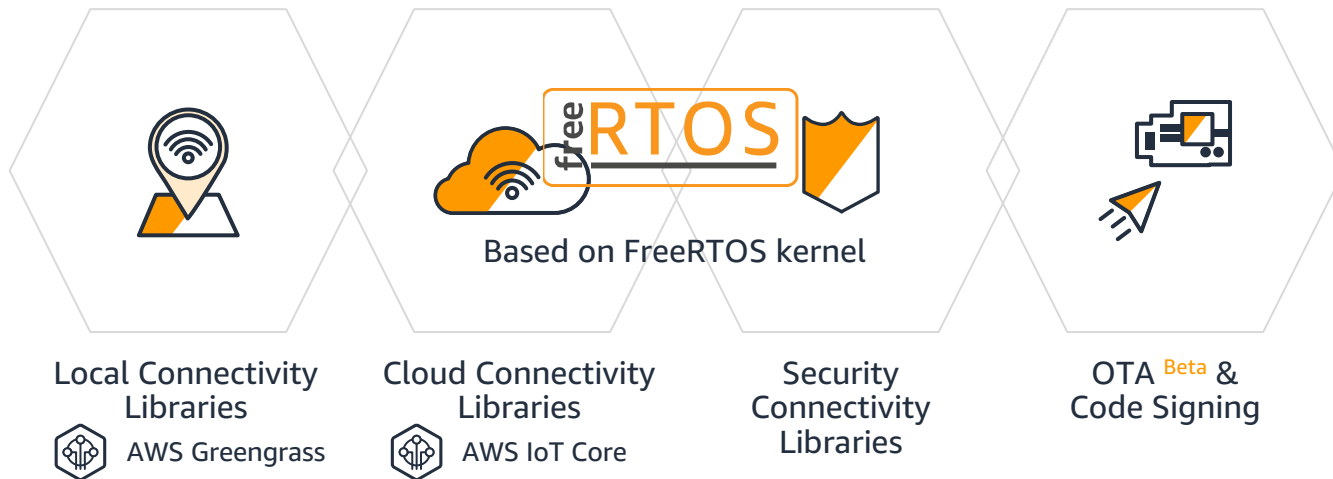 free RTOS
Based on FreeRTOS kernel
Local Connectivity
Libraries
AWS Greengrass
Cloud Connectivity
Libraries
AWS IoT Core
Security
Connectivity
Libraries
OTA Beta &
Code Signing